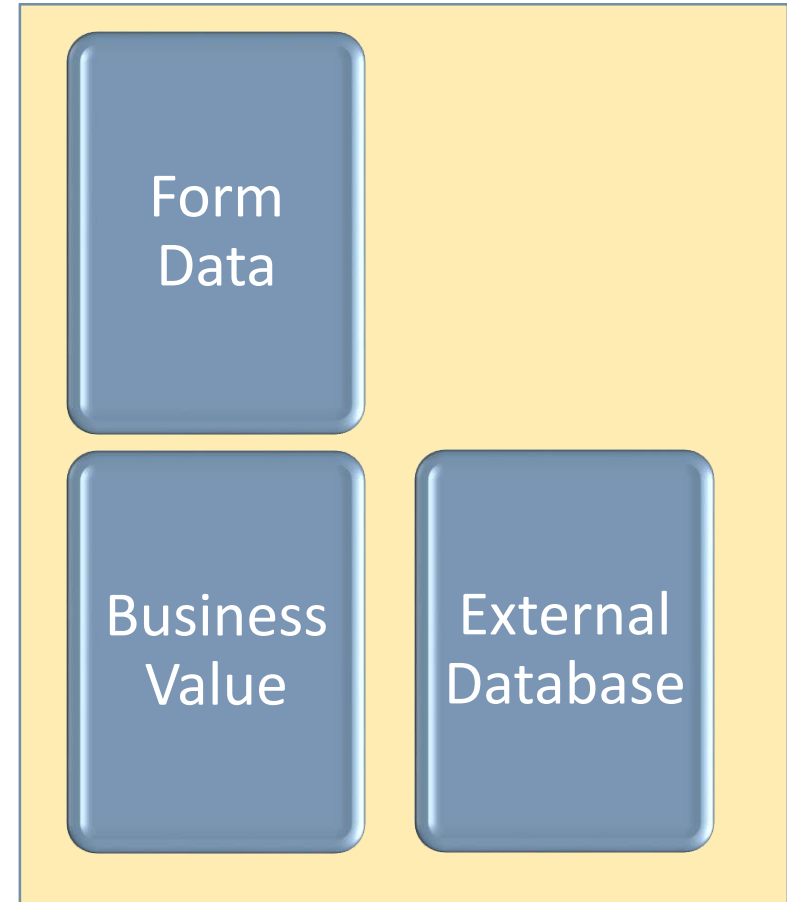 Form
Data
Business
Value
External
Database